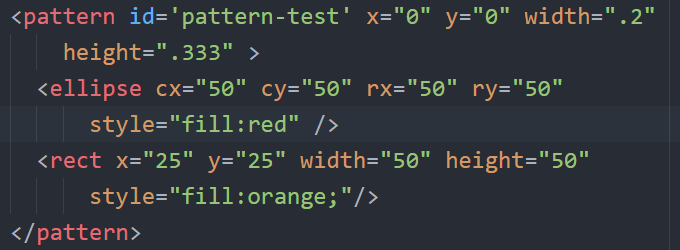 <pattern id='pattern-test' x="0" y="0" width=".2"
height=".333" >
<ellipse cx="50" cy="50" rx="50" ry="50"
style="fill:red" />
<rect x="25" y="25" width="50" height="50"
style="fill:orange;"/>
</pattern>